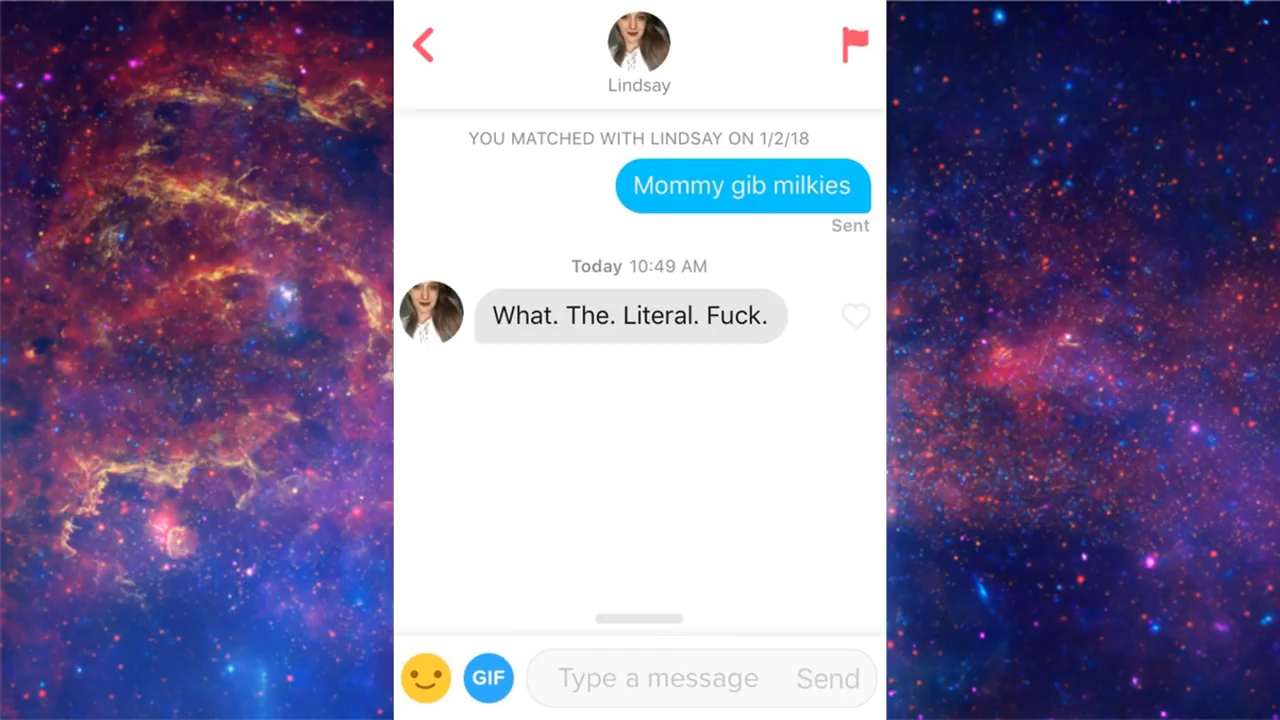 Lindsay
YOU MATCHED WITH LINDSAY ON 1/2/18
Mommy gib milkies
Sent
Today 10:49 AM
What. The. Literal. Fuck.
GIF
Type a message
Send